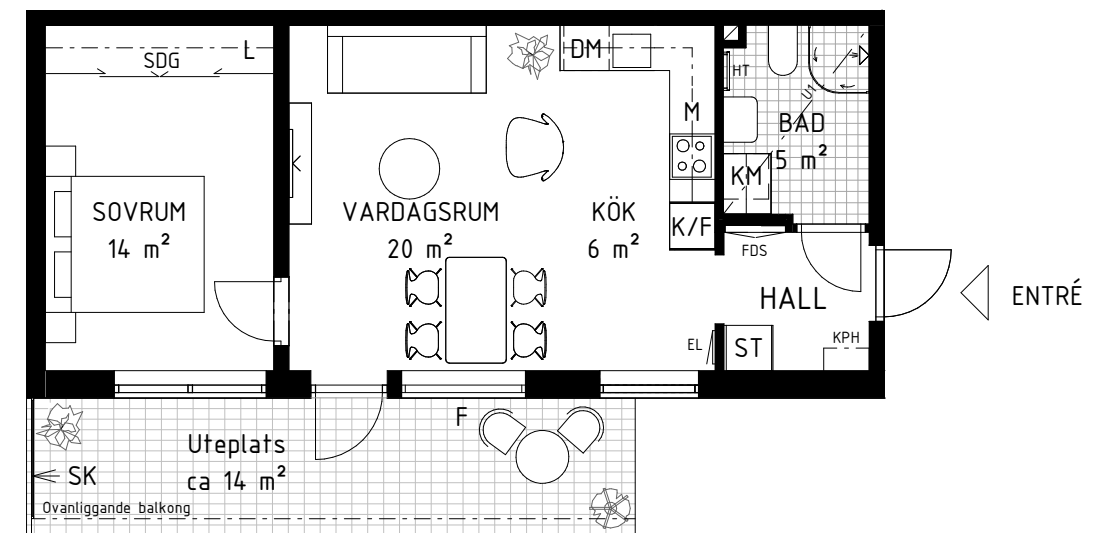 SDG
L
DM
M
HT
U1
BAD
5 m²
KM
SOVRUM
14 m²
VARDAGSRUM
20 m²
KÖK
6 m²
K/F
FDS
HALL
ENTRÉ
EL
ST
KPH
F
Uteplats
ca 14 m²
SK
Ovanliggande balkong